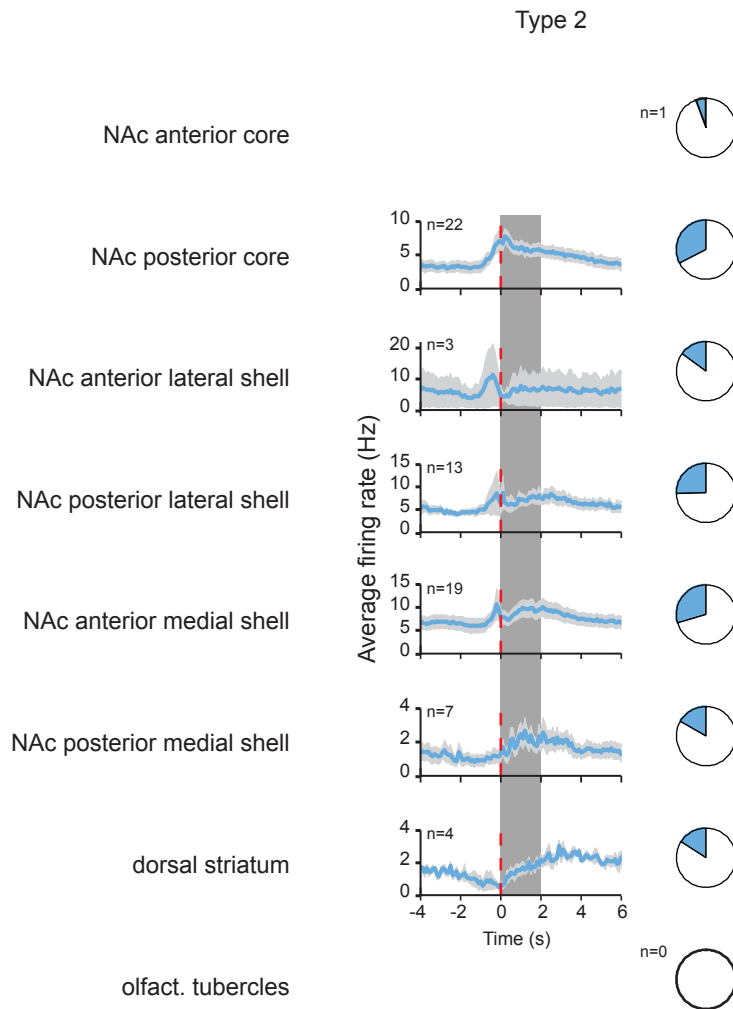 Type 2
NAc anterior core
n=1
NAc posterior core
10
5
0
n=22
NAc anterior lateral shell
20
10
0
n=3
NAc posterior lateral shell
15
10
5
0
n=13
NAc anterior medial shell
15
10
5
0
n=19
NAc posterior medial shell
4
2
0
n=7
dorsal striatum
4
2
0
n=4
Average firing rate (Hz)
-4 -2 0 2 4 6
Time (s)
olfact. tubercles
n=0